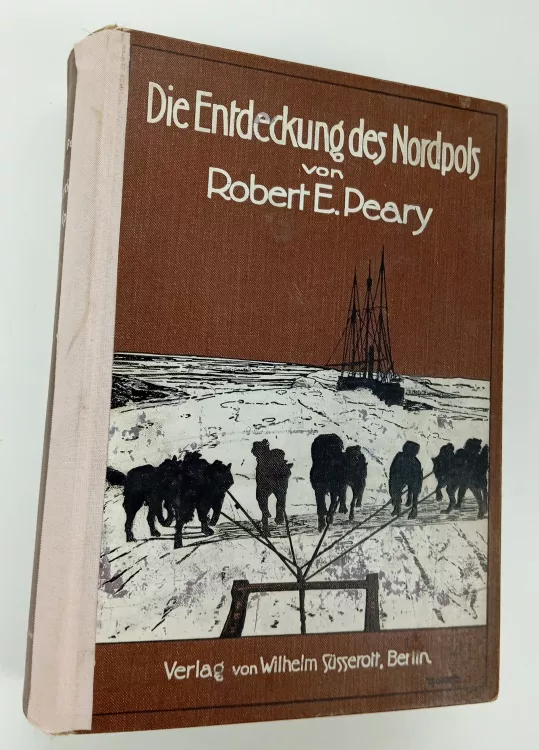 Die Entdeckung des Nordpols
von
Robert E. Peary
Verlag von Wilhelm Süsserott, Berlin.